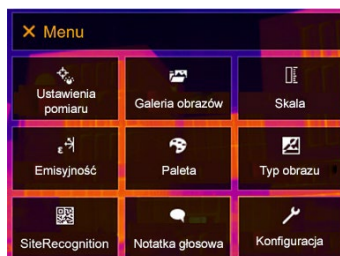 Menu
Ustawienia
pomiaru
Galeria obrazów
Skala
Emisyjność
Paleta
Typ obrazu
SiteRecognition
Notatka głosowa
Konfiguracja